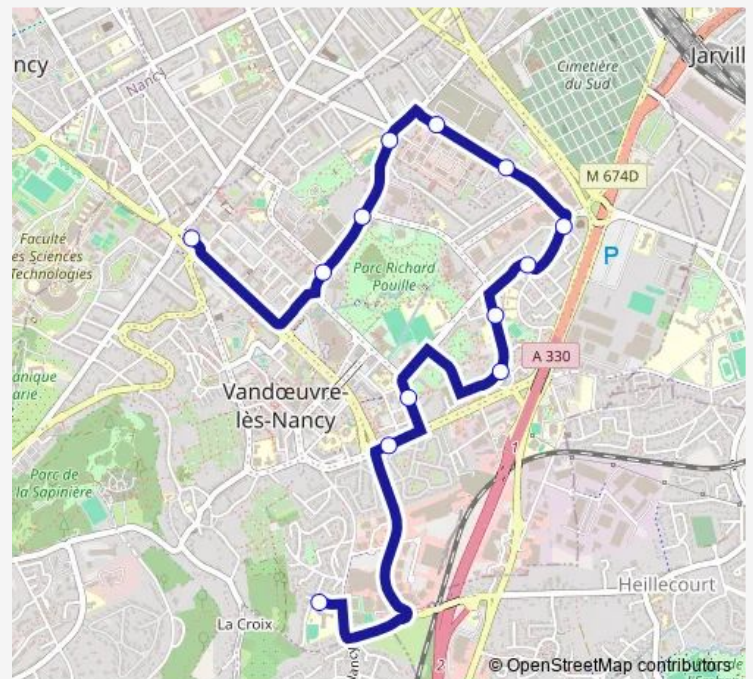 ncy
Nancy
Cimetière
du Sud
Jarvill
M 674D
Faculté
es Sciences
Technologies
P
Parc Richard
Pouille
A 330
anique
arie
Vandœuvre-
lès-Nancy
1
Parc de
la Sapinière
Heillecourt
La Croix
Nancy
2
© OpenStreetMap contributors